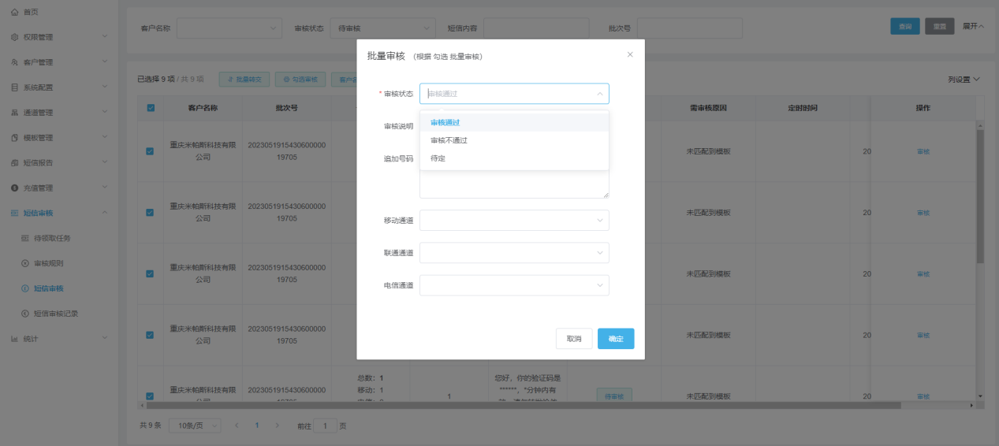 首页
权限管理
客户管理
系统配置
通道管理
模板管理
短信报告
充值管理
短信审核
待领取任务
审核规则
短信审核
短信审核记录
统计
客户名称
审核状态 待审核
短信内容
批次号
查询 重置 展开
已选择 9 项 / 共 9 项 批量转交 勾选审核
列设置
客户名称 批次号 需审核原因 定时时间 操作
重庆米帕斯科技有限公司 2023051915430600000
19705
未匹配到模板 20 审核
重庆米帕斯科技有限公司 2023051915430600000
19705
未匹配到模板 20 审核
重庆米帕斯科技有限公司 2023051915430600000
19705
未匹配到模板 20 审核
重庆米帕斯科技有限公司 2023051915430600000
19705
未匹配到模板 20 审核
重庆米帕斯科技有限 2023051915430600000
总数：1
移动：1
1
您好，你的验证码是
******，*分钟内有
待审核
未匹配到模板 20 审核
共 9 条 10条/页 1 前往 1 页
批量审核 （根据 勾选 批量审核）
* 审核状态 审核通过
审核通过
审核不通过
待定
审核说明
追加号码
移动通道
联通通道
电信通道
取消 确定